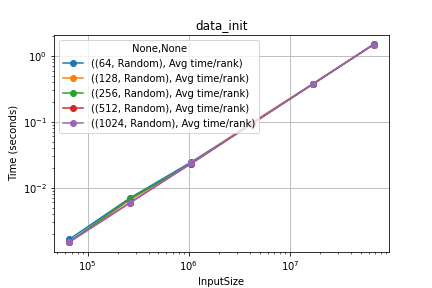 data_init
None,None
((64, Random), Avg time/rank)
((128, Random), Avg time/rank)
((256, Random), Avg time/rank)
((512, Random), Avg time/rank)
((1024, Random), Avg time/rank)
Time (seconds)
10⁰
10⁻¹
10⁻²
10⁵
10⁶
10⁷
InputSize